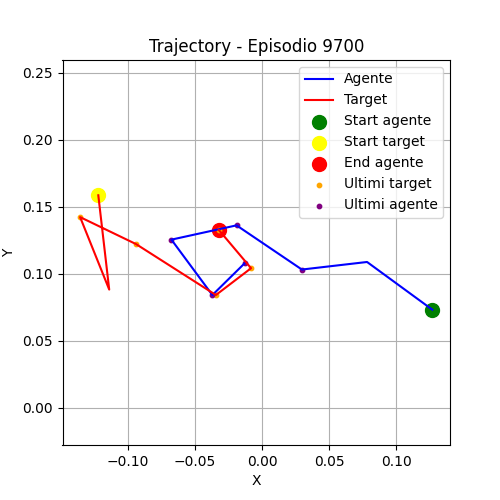 Trajectory - Episodio 9700
Agente
Target
Start agente
Start target
End agente
Ultimi target
Ultimi agente
0.25
0.20
0.15
0.10
0.05
0.00
Y
−0.10
−0.05
0.00
0.05
0.10
X